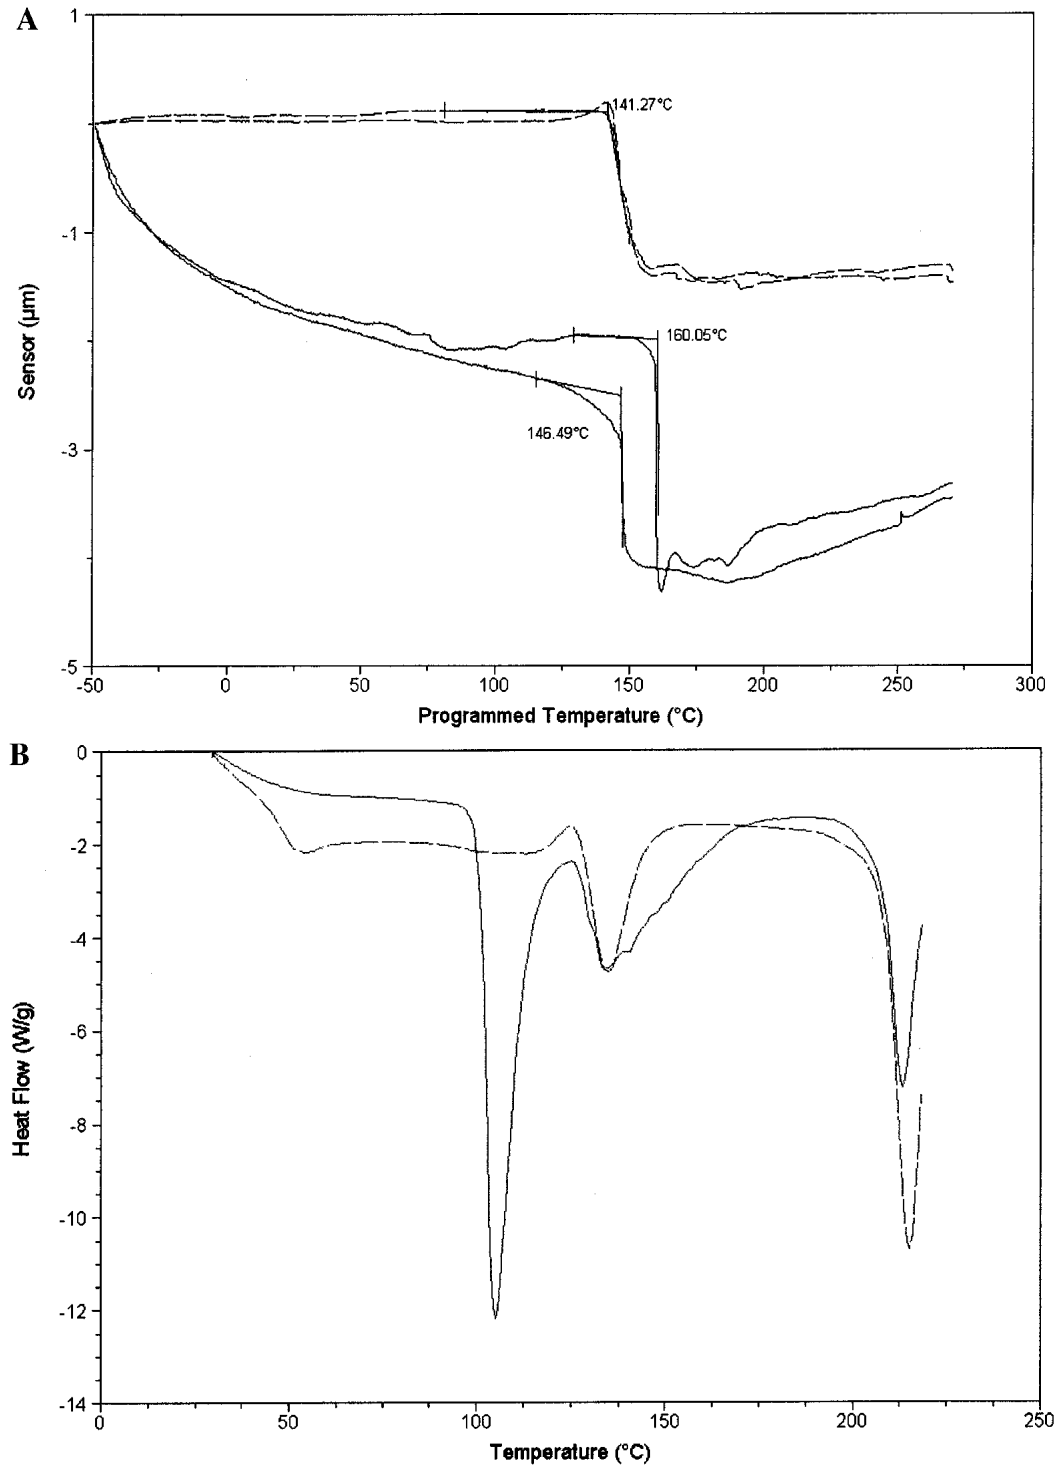 A
1
-1
-3
-5
Sensor (µm)
141.27°C
160.05°C
146.49°C
-50
0
50
100
150
200
250
300
Programmed Temperature (°C)
B
0
-2
-4
-6
-8
-10
-12
-14
Heat Flow (W/g)
0
50
100
150
200
250
Temperature (°C)